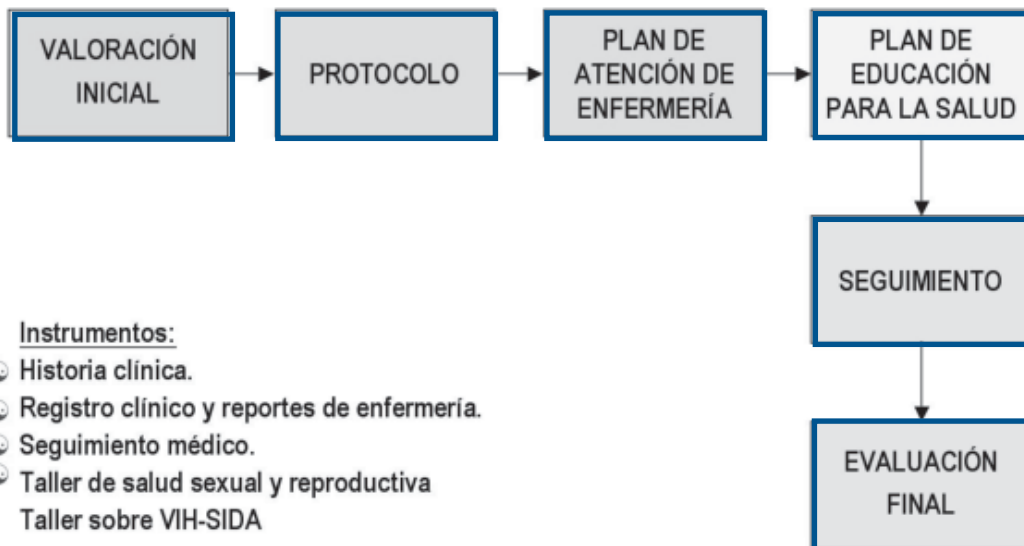 VALORACIÓN
INICIAL
PROTOCOLO
PLAN DE
ATENCIÓN DE
ENFERMERÍA
PLAN DE
EDUCACIÓN
PARA LA SALUD
SEGUIMIENTO
EVALUACIÓN
FINAL
Instrumentos:
Historia clínica.
Registro clínico y reportes de enfermería.
Seguimiento médico.
Taller de salud sexual y reproductiva
Taller sobre VIH-SIDA